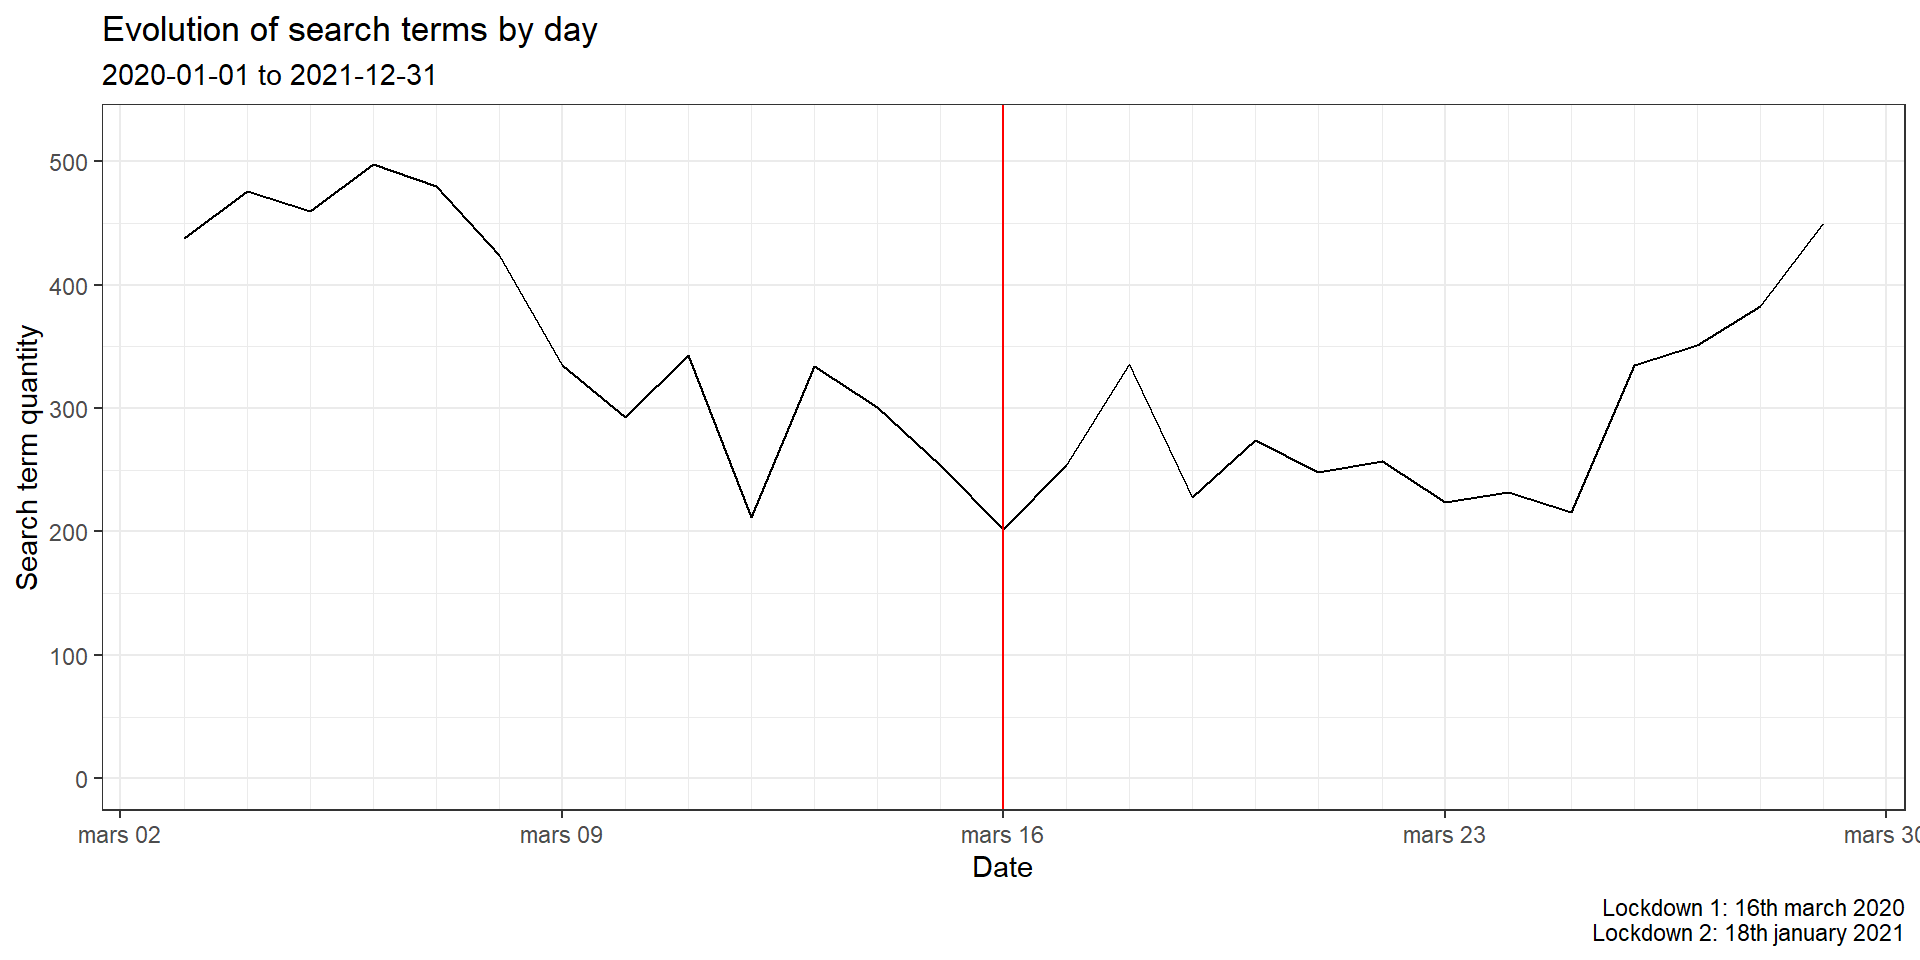 Evolution of search terms by day
2020-01-01 to 2021-12-31
Search term quantity
500
400
300
200
100
0
mars 02
mars 09
mars 16
mars 23
mars 30
Date
Lockdown 1: 16th march 2020
Lockdown 2: 18th january 2021